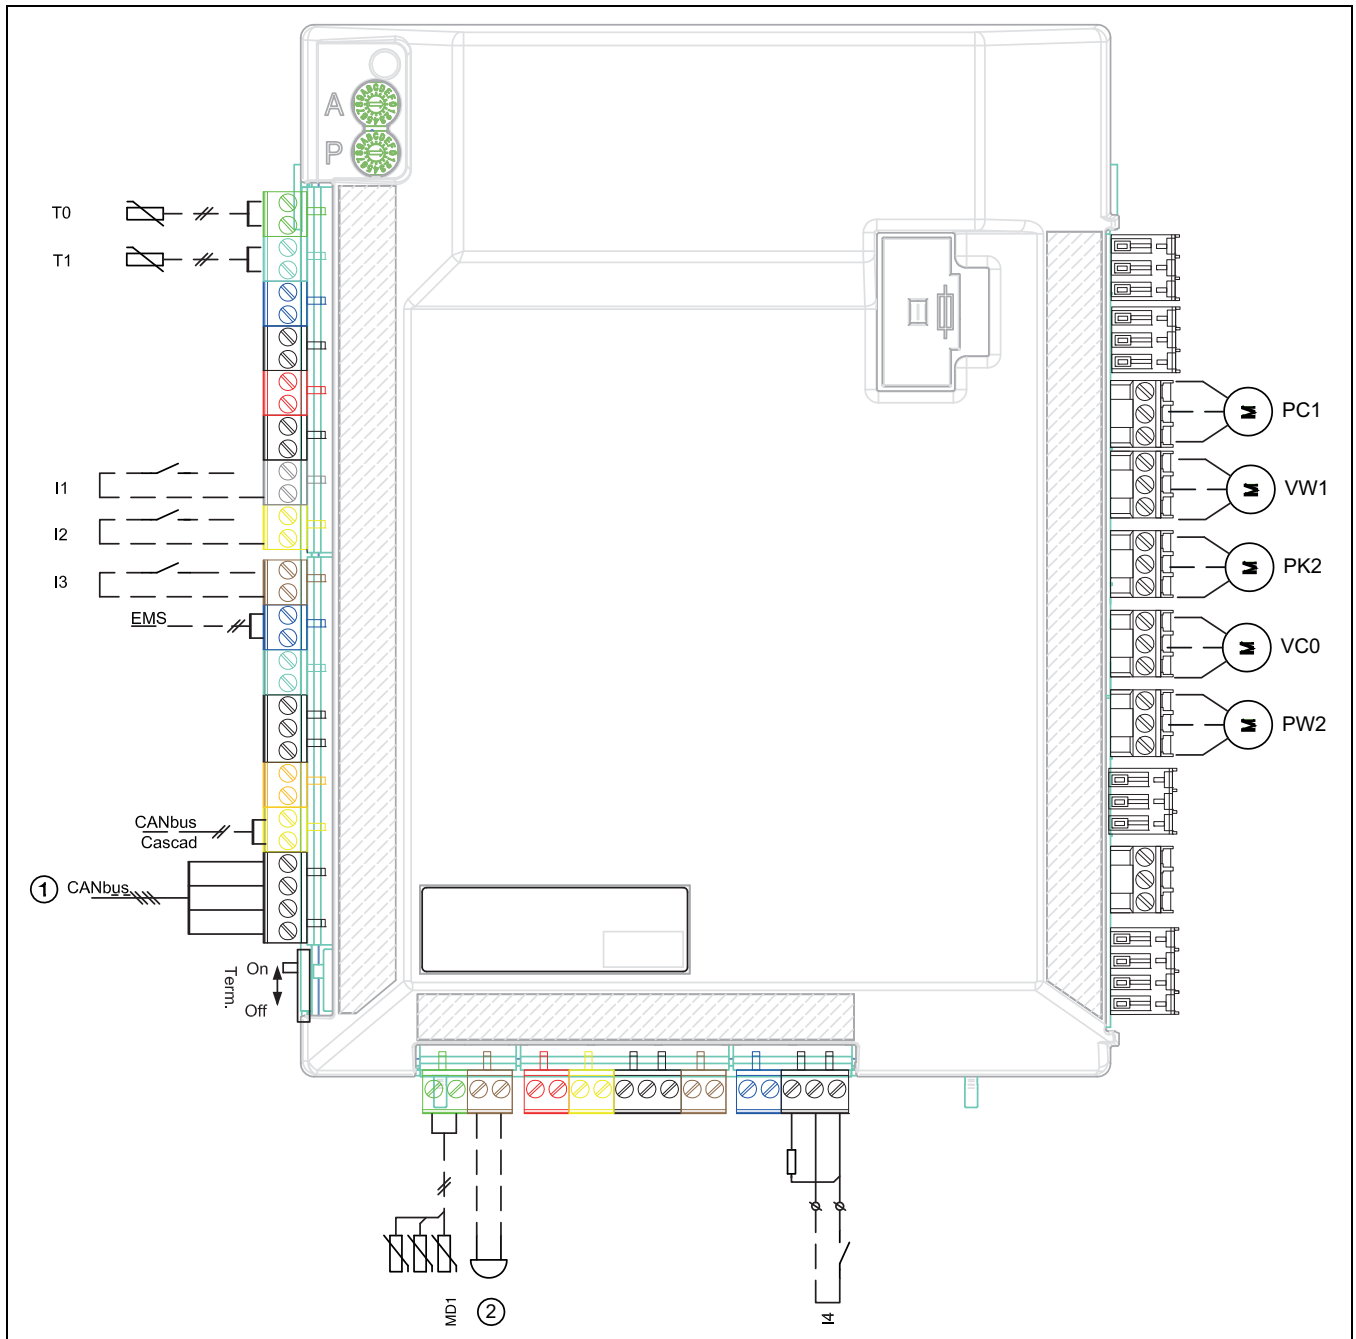 A
P
T0
T1
I1
I2
I3
EMS
CANbus
Cascad
1 CANbus
On
Off
Term.
M PC1
M VW1
M PK2
M VC0
M PW2
MD1
2
I4